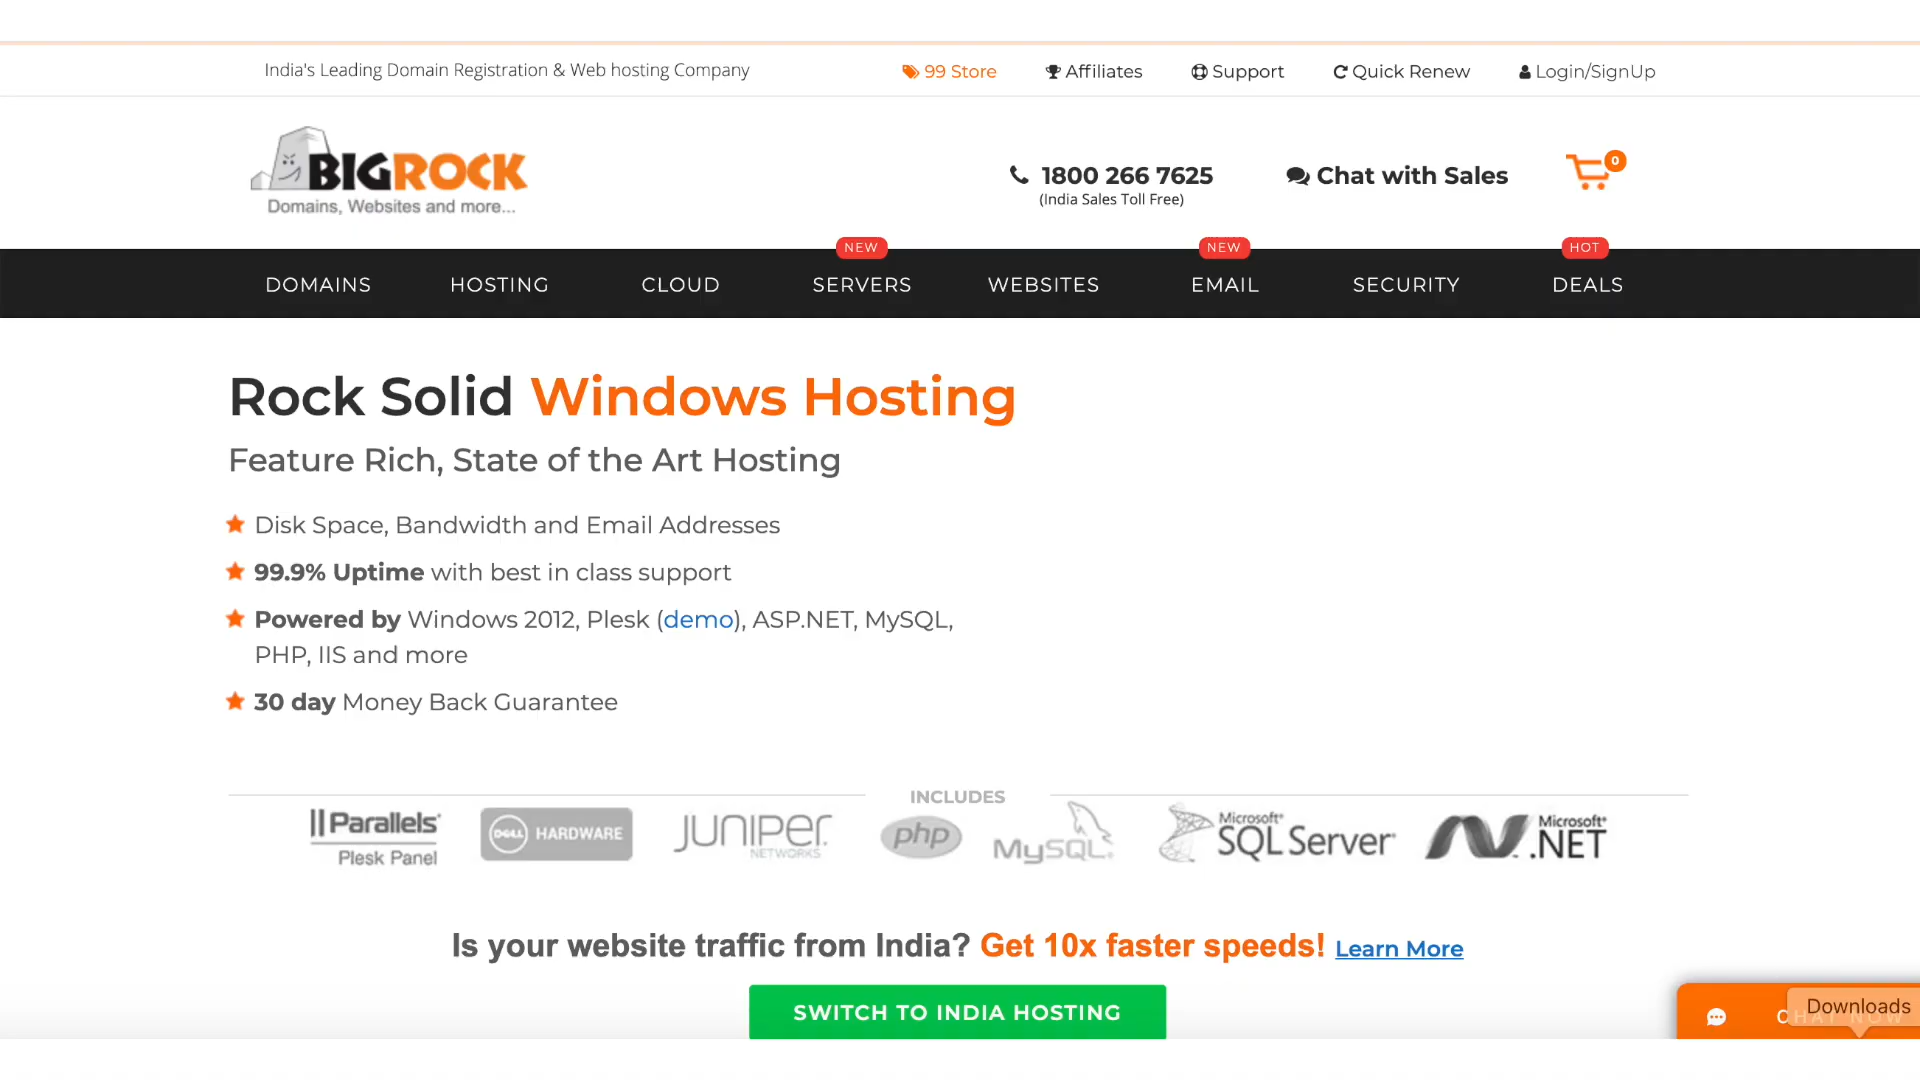 India's Leading Domain Registration & Web hosting Company
99 Store
Affiliates
Support
Quick Renew
Login/SignUp
BIGROCK
Domains, Websites and more...
1800 266 7625
(India Sales Toll Free)
Chat with Sales
0
NEW
NEW
HOT
DOMAINS
HOSTING
CLOUD
SERVERS
WEBSITES
EMAIL
SECURITY
DEALS
Rock Solid Windows Hosting
Feature Rich, State of the Art Hosting
Disk Space, Bandwidth and Email Addresses
99.9% Uptime with best in class support
Powered by Windows 2012, Plesk (demo), ASP.NET, MySQL,
PHP, IIS and more
30 day Money Back Guarantee
INCLUDES
Parallels®
Plesk Panel
DELL HARDWARE
JUNIPER
NETWORKS
php
MySQL
Microsoft®
SQL Server
Microsoft®
.NET
Is your website traffic from India? Get 10x faster speeds! Learn More
SWITCH TO INDIA HOSTING
CHAT NOW
Downloads